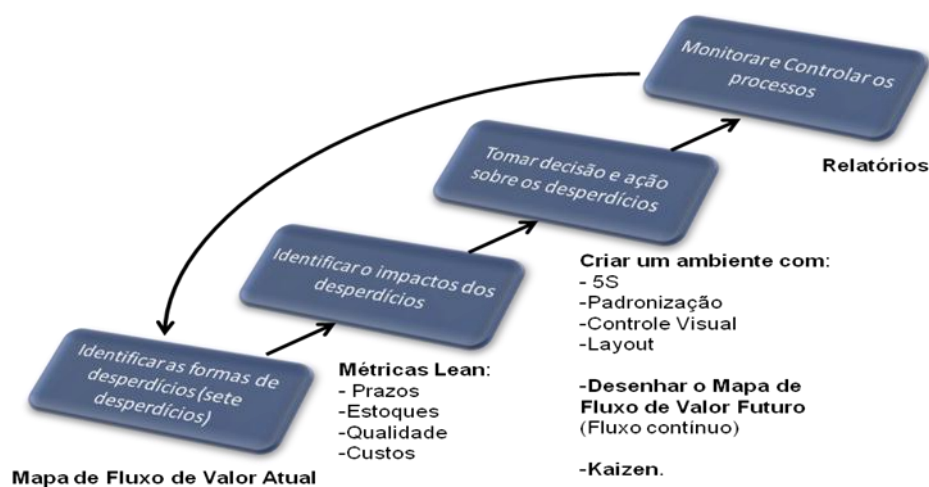 Monitorar e Controlar os
processos
Relatórios
Tomar decisão e ação
sobre os desperdícios
Criar um ambiente com:
- 5S
-Padronização
-Controle Visual
-Layout
-Desenhar o Mapa de
Fluxo de Valor Futuro
(Fluxo contínuo)
-Kaizen.
Identificar o impactos dos
desperdícios
Métricas Lean:
- Prazos
-Estoques
-Qualidade
-Custos
Identificar as formas de
desperdícios (sete
desperdícios)
Mapa de Fluxo de Valor Atual